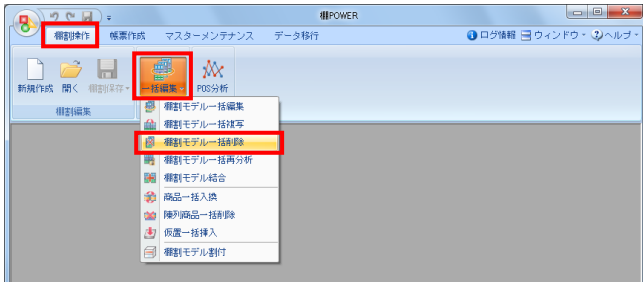 棚POWER
棚割操作 帳票作成 マスターメンテナンス データ移行 ログ情報 ウィンドウ ヘルプ
新規作成 開く 棚割保存 一括編集 POS分析
棚割編集
棚割モデル一括編集
棚割モデル一括複写
棚割モデル一括削除
棚割モデル一括再分析
棚割モデル結合
商品一括入換
陳列商品一括削除
仮置一括挿入
棚割モデル割付